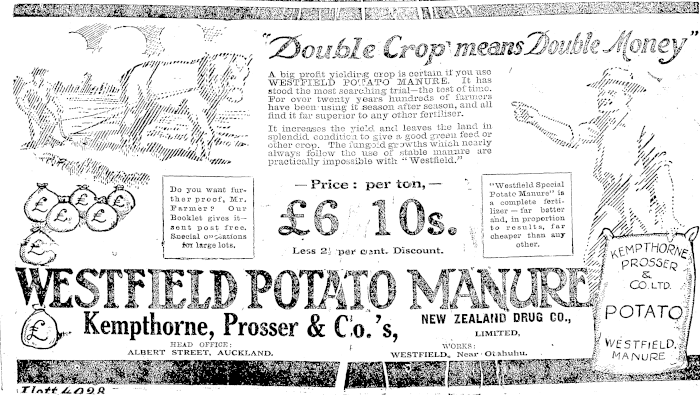 "Double Crop" means Double Money"
A big profit yielding crop is certain if you use
WESTFIELD POTATO MANURE. It has
stood the most searching trial—the test of time.
For over twenty years hundreds of farmers
have been using it season after season, and all
find it far superior to any other fertiliser.
It increases the yield and leaves the land in
splendid condition to give a good green feed or
other crop. The fungoid growths which nearly
always follow the use of stable manure are
practically impossible with "Westfield."
Do you want fur-
ther proof, Mr.
Farmer? Our
Booklet gives it—
sent post free.
Special quotations
for large lots.
— Price : per ton, —
£6 10s.
Less 2½ per cent. Discount.
"Westfield Special
Potato Manure" is
a complete ferti-
lizer — far better
and, in proportion
to results, far
cheaper than any
other.
£ £ £ £ £
£
£
WESTFIELD POTATO MANURE
Kempthorne, Prosser & Co.'s,
NEW ZEALAND DRUG CO.,
LIMITED,
HEAD OFFICE:
ALBERT STREET, AUCKLAND.
WORKS:
WESTFIELD, Near Otahuhu.
KEMPTHORNE
PROSSER
&
CO. LTD.
POTATO
WESTFIELD.
MANURE
Ilott 4028